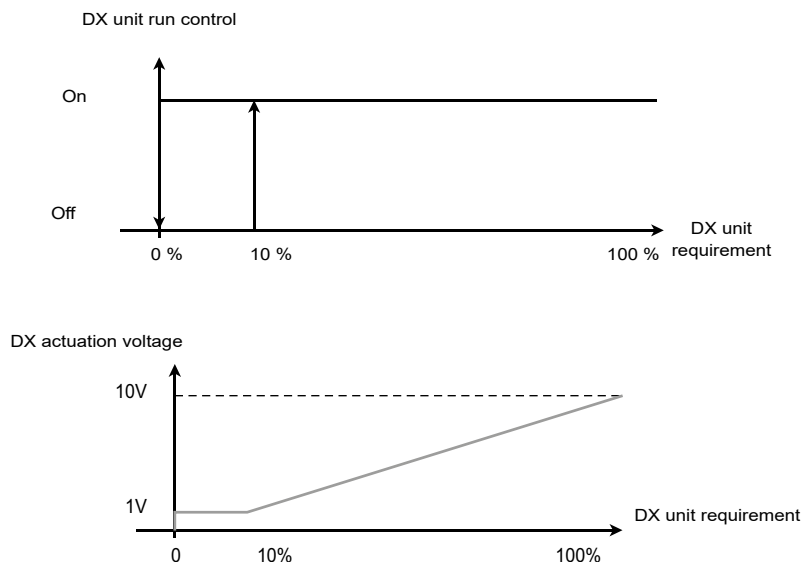 DX unit run control
On
Off
DX unit
requirement
0 %
10 %
100 %
DX actuation voltage
10V
1V
DX unit requirement
0
10%
100%